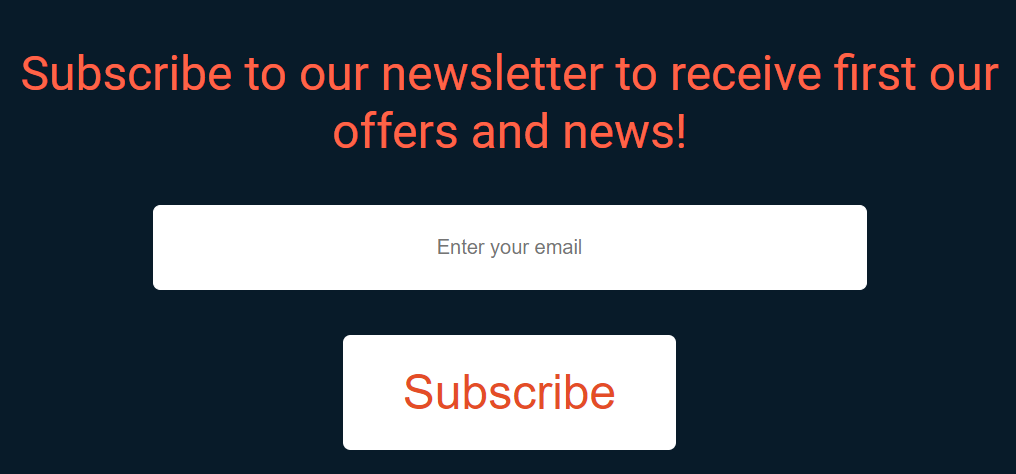 Subscribe to our newsletter to receive first our
offers and news!
Enter your email
Subscribe